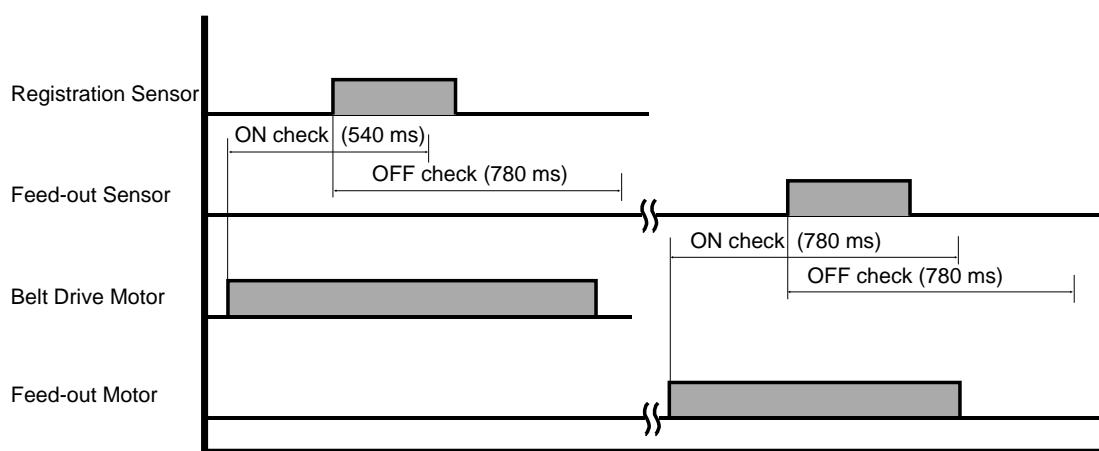 Registration Sensor
ON check (540 ms)
OFF check (780 ms)
Feed-out Sensor
ON check (780 ms)
OFF check (780 ms)
Belt Drive Motor
Feed-out Motor